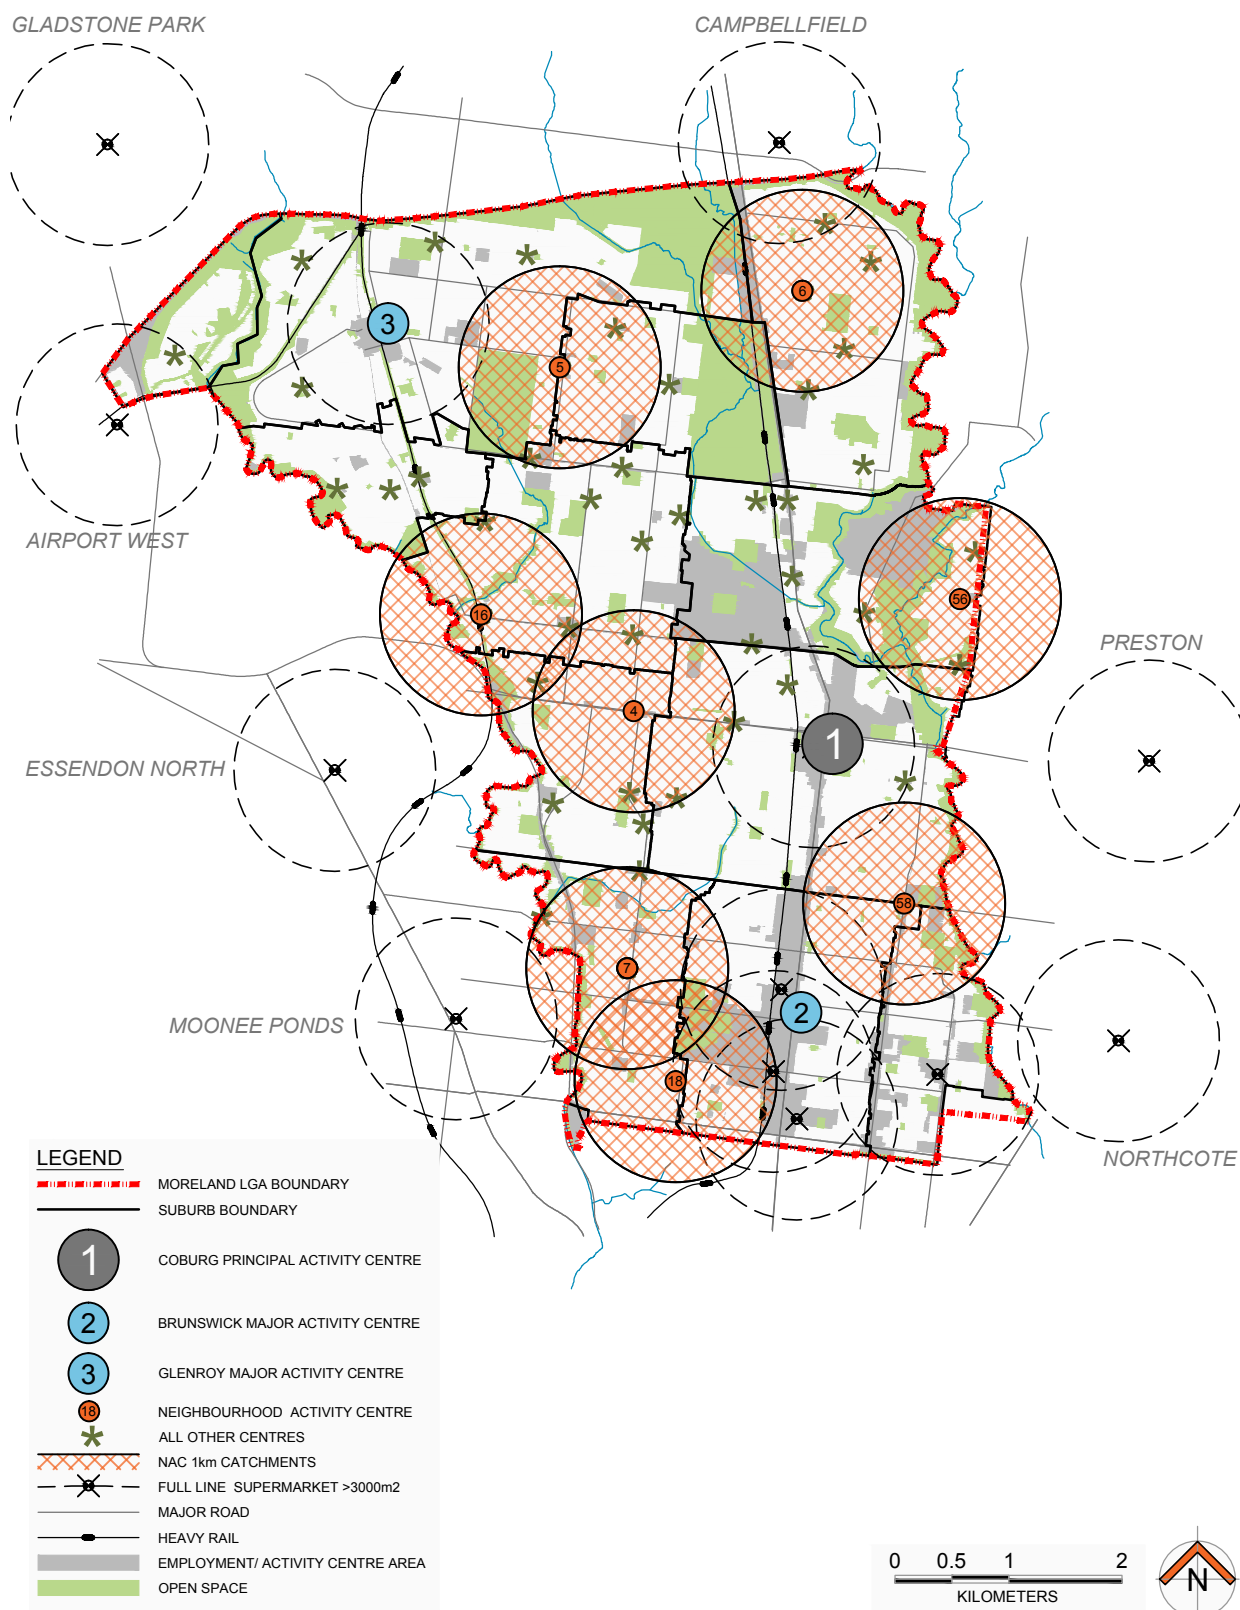 GLADSTONE PARK
CAMPBELLFIELD
6
3
5
AIRPORT WEST
56
16
PRESTON
4
1
ESSENDON NORTH
58
7
2
MOONEE PONDS
18
NORTHCOTE
LEGEND
MORELAND LGA BOUNDARY
SUBURB BOUNDARY
1 COBURG PRINCIPAL ACTIVITY CENTRE
2 BRUNSWICK MAJOR ACTIVITY CENTRE
3 GLENROY MAJOR ACTIVITY CENTRE
18 NEIGHBOURHOOD ACTIVITY CENTRE
ALL OTHER CENTRES
NAC 1km CATCHMENTS
FULL LINE SUPERMARKET >3000m2
MAJOR ROAD
HEAVY RAIL
EMPLOYMENT/ ACTIVITY CENTRE AREA
OPEN SPACE
0 0.5 1 2
KILOMETERS
N